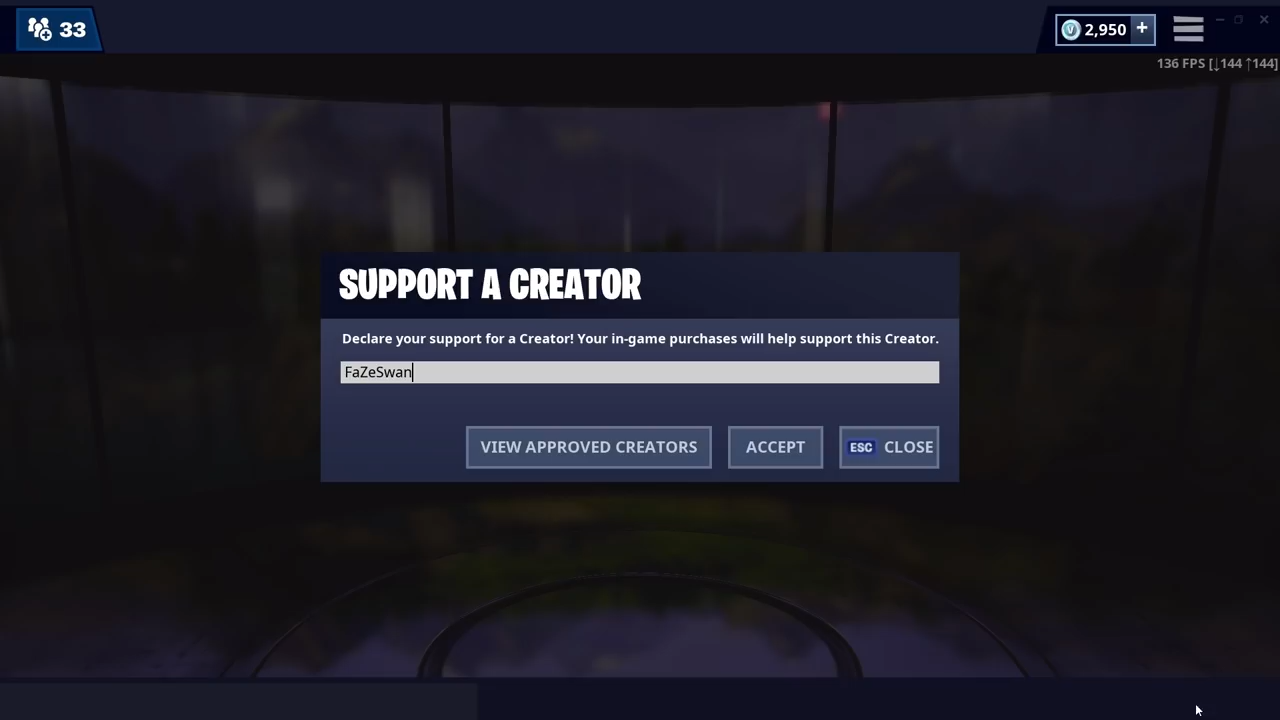 33
2,950 +
136 FPS [↓144 ↑144]
SUPPORT A CREATOR
Declare your support for a Creator! Your in-game purchases will help support this Creator.
FaZeSwan
VIEW APPROVED CREATORS
ACCEPT
ESC CLOSE